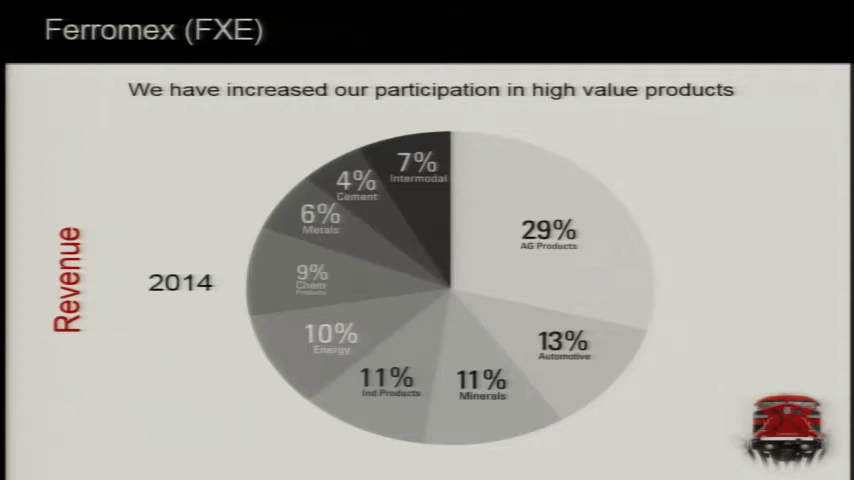 Ferromex (FXE)
We have increased our participation in high value products
7%
Intermodal
4%
Cement
6%
Metals
29%
AG Products
Revenue
2014
9%
Chem
Products
10%
Energy
13%
Automotive
11%
Ind.Products
11%
Minerals